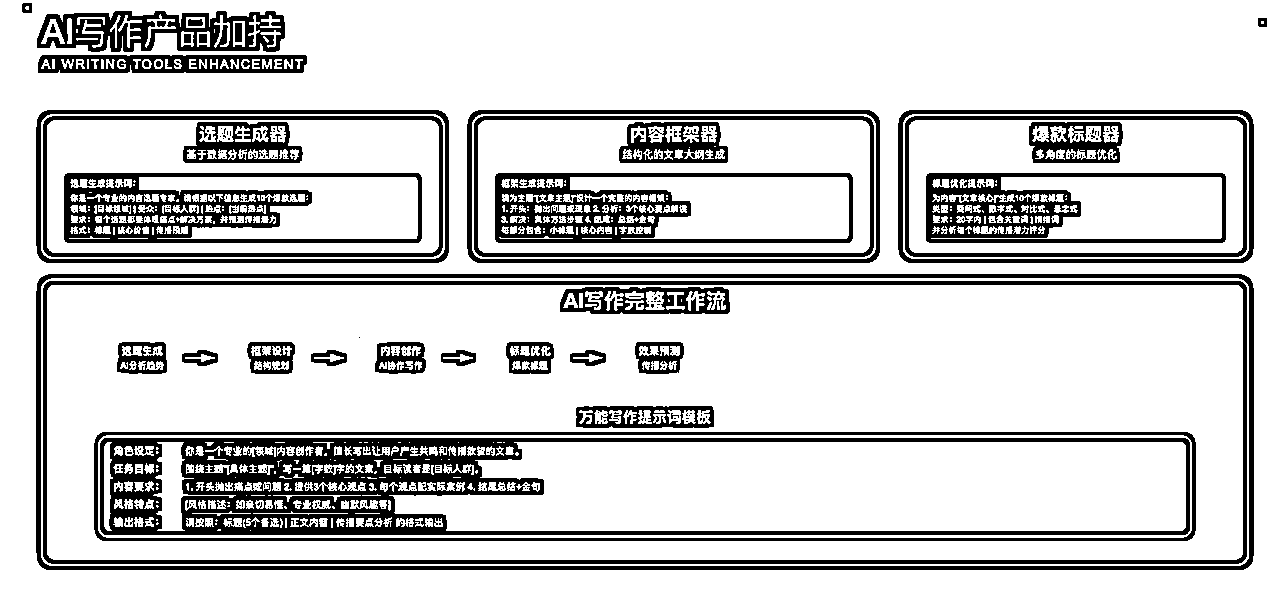 AI写作产品加持
AI WRITING TOOLS ENHANCEMENT
选题生成器
基于数据分析的选题推荐
选题生成提示词：
你是一个专业的内容选题专家，请根据以下信息生成10个爆款选题：
领域：[目标领域] | 受众：[目标人群] | 热点：[当前热点]
要求：每个选题都要体现痛点+解决方案，并预测传播潜力
格式：标题 | 核心价值 | 传播预测
内容框架器
结构化的文章大纲生成
框架生成提示词：
请为主题"[文章主题]"设计一个完整的内容框架：
1. 开头：抛出问题或现象 2. 分析：3个核心要点解读
3. 解决：具体方法步骤 4. 结尾：总结+金句
每部分包含：小标题 | 核心内容 | 字数控制
爆款标题器
多角度的标题优化
标题优化提示词：
为内容"[文章核心]"生成10个爆款标题：
类型：疑问式、数字式、对比式、悬念式
要求：20字内 | 包含关键词 | 情绪词
并分析每个标题的传播潜力评分
AI写作完整工作流
选题生成
AI分析趋势
框架设计
结构规划
内容创作
AI协作写作
标题优化
爆款标题
效果预测
传播分析
万能写作提示词模板
角色设定： 你是一个专业的[领域]内容创作者，擅长写出让用户产生共鸣和传播欲望的文章。
任务目标： 围绕主题"[具体主题]"，写一篇[字数]字的文章，目标读者是[目标人群]。
内容要求： 1. 开头抛出痛点或问题 2. 提供3个核心观点 3. 每个观点配实际案例 4. 结尾总结+金句
风格特点： [风格描述：如亲切易懂、专业权威、幽默风趣等]
输出格式： 请按照：标题(5个备选) | 正文内容 | 传播要点分析 的格式输出